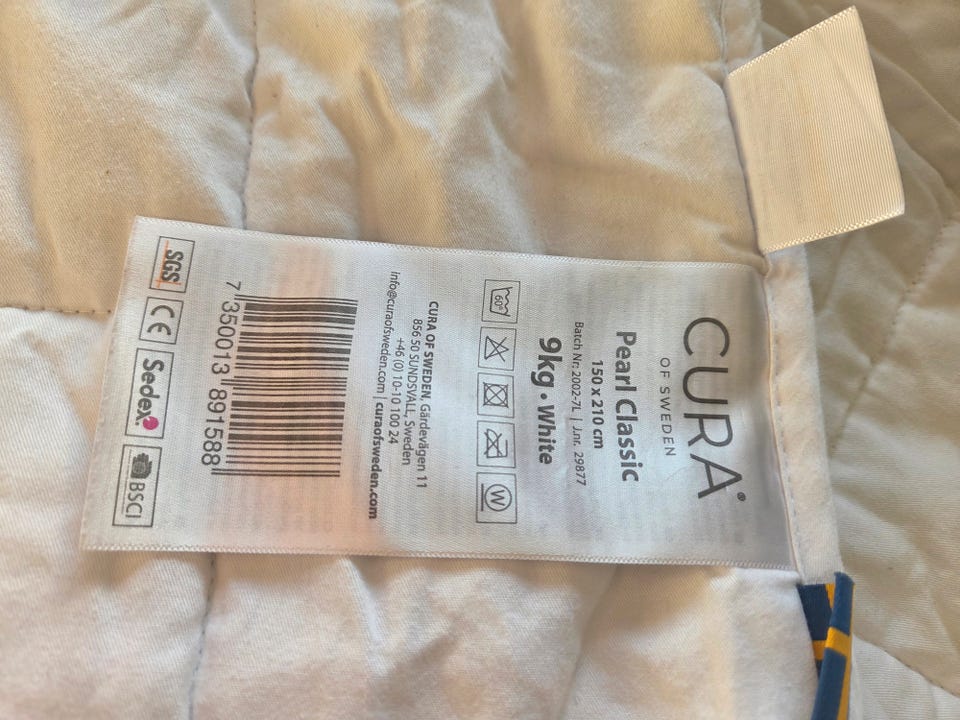 CURA®
OF SWEDEN
Pearl Classic
150 x 210 cm
Batch Nr: 2002-7L | J.nr. 29877
9kg • White
60°
W
CURA OF SWEDEN, Gärdevägen 11
856 50 SUNDSVALL, Sweden
+46 (0) 10-10 100 24
info@curaofsweden.com | curaofsweden.com
7 350013 891588
SGS
CE
Sedex
BSCI